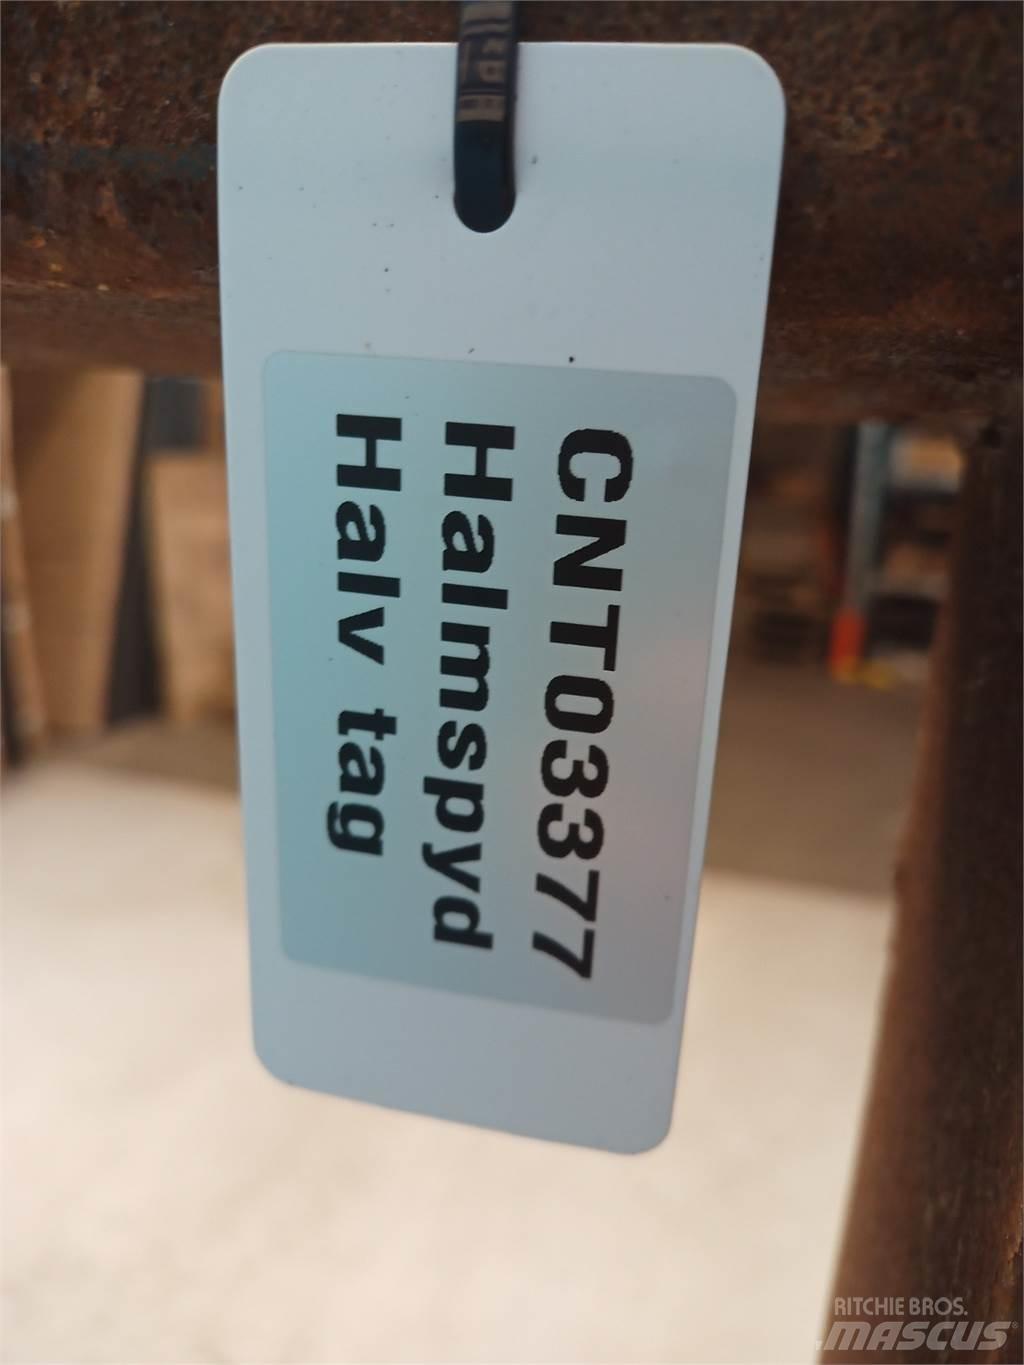 CNT03377
Halmspyd
Halv tag
RITCHIE BROS.
MASCUS